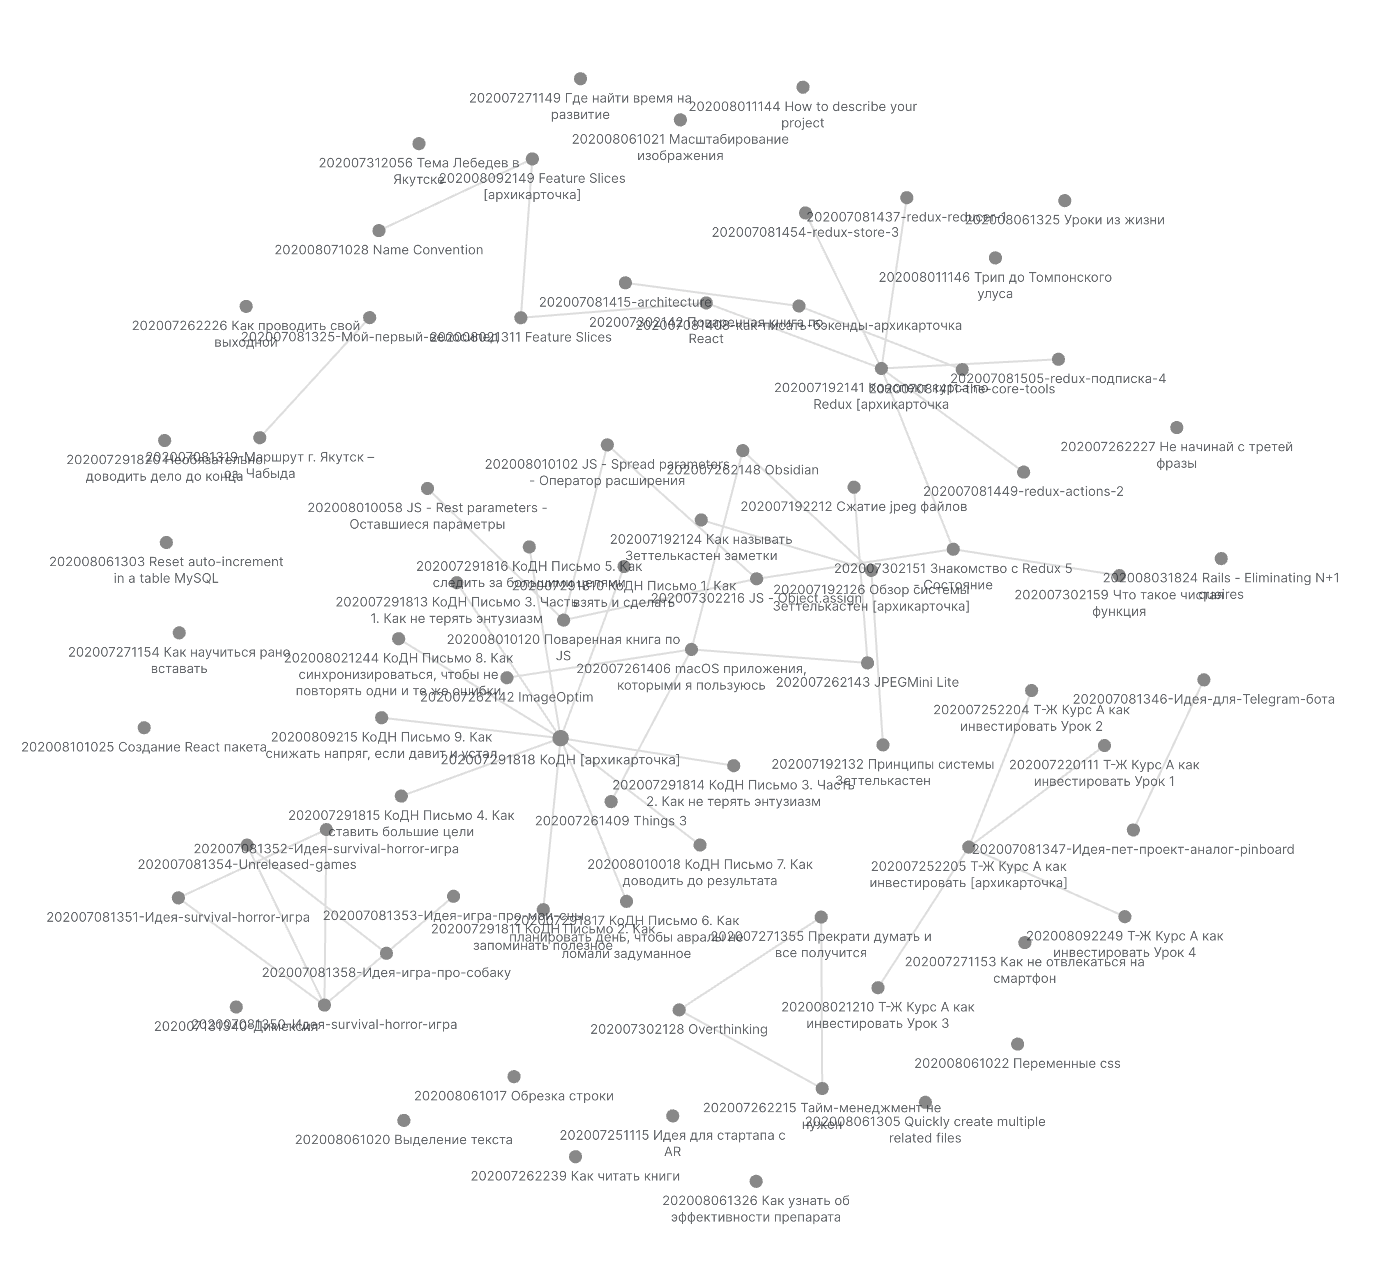 202007271149 Где найти время на
развитие
202008011144 How to describe your
project
202008061021 Масштабирование
изображения
202007312056 Тема Лебедев в
Якутске
202008092149 Feature Slices
[архикарточка]
202007081437-redux-reducer-1
202008061325 Уроки из жизни
202007081454-redux-store-3
202008071028 Name Convention
202008011146 Трип до Томпонского
улуса
202007081415-architecture
202007262226 Как проводить свой
выходной
202007081325-Мой-первый-велосипед
202008021311 Feature Slices
202007302142 Поваренная книга по
React
202007081408-как-писать-бэкенды-архикарточка
202007081505-redux-подписка-4
202007192141 Конспект курса по
Redux [архикарточка
202007081411-the-core-tools
202007262227 Не начинай с третей
фразы
202007291820 Необязательно
доводить дело до конца
202007081319-Маршрут г. Якутск –
оз. Чабыда
202008010102 JS - Spread parameters
- Оператор расширения
202007262148 Obsidian
202007081449-redux-actions-2
202008010058 JS - Rest parameters -
Оставшиеся параметры
202007192212 Сжатие jpeg файлов
202007192124 Как называть
Зеттелькастен заметки
202008061303 Reset auto-increment
in a table MySQL
202007291816 КоДН Письмо 5. Как
следить за большими целями
202007291810 КоДН Письмо 1. Как
взять и сделать
202007302151 Знакомство с Redux 5
Состояние
202008031824 Rails - Eliminating N+1
quaires
202007291813 КоДН Письмо 3. Часть
1. Как не терять энтузиазм
202007302216 JS - Object.assign
202007192126 Обзор системы
Зеттелькастен [архикарточка]
202007302159 Что такое чистая
функция
202008010120 Поваренная книга по
JS
202007271154 Как научиться рано
вставать
202008021244 КоДН Письмо 8. Как
синхронизироваться, чтобы не
повторять одни и те же ошибки
202007261406 macOS приложения,
которыми я пользуюсь
202007262143 JPEGMini Lite
202007262142 ImageOptim
202007252204 Т-Ж Курс А как
инвестировать Урок 2
202007081346-Идея-для-Telegram-бота
202008101025 Создание React пакета
202008809215 КоДН Письмо 9. Как
снижать напряг, если давит и устал
202007291818 КоДН [архикарточка]
202007192132 Принципы системы
Зеттелькастен
202007220111 Т-Ж Курс А как
инвестировать Урок 1
202007291814 КоДН Письмо 3. Часть
2. Как не терять энтузиазм
202007291815 КоДН Письмо 4. Как
ставить большие цели
202007261409 Things 3
202007081352-Идея-survival-horror-игра
202007081354-Unreleased-games
202007081347-Идея-пет-проект-аналог-pinboard
202008010018 КоДН Письмо 7. Как
доводить до результата
202007252205 Т-Ж Курс А как
инвестировать [архикарточка]
202007081351-Идея-survival-horror-игра
202007081353-Идея-игра-про-мои-сны
202007291811 КоДН Письмо 2. Как
запоминать полезное
202007291817 КоДН Письмо 6. Как
планировать день, чтобы авралы не
ломали задуманное
202007271355 Прекрати думать и
все получится
202008092249 Т-Ж Курс А как
инвестировать Урок 4
202007271153 Как не отвлекаться на
смартфон
202007081358-Идея-игра-про-собаку
202008021210 Т-Ж Курс А как
инвестировать Урок 3
202007081350-Идея-survival-horror-игра
202007302128 Overthinking
202008061022 Переменные css
202008061017 Обрезка строки
202007262215 Тайм-менеджмент не
нужен
202008061305 Quickly create multiple
related files
202008061020 Выделение текста
202007251115 Идея для стартапа с
AR
202007262239 Как читать книги
202008061326 Как узнать об
эффективности препарата